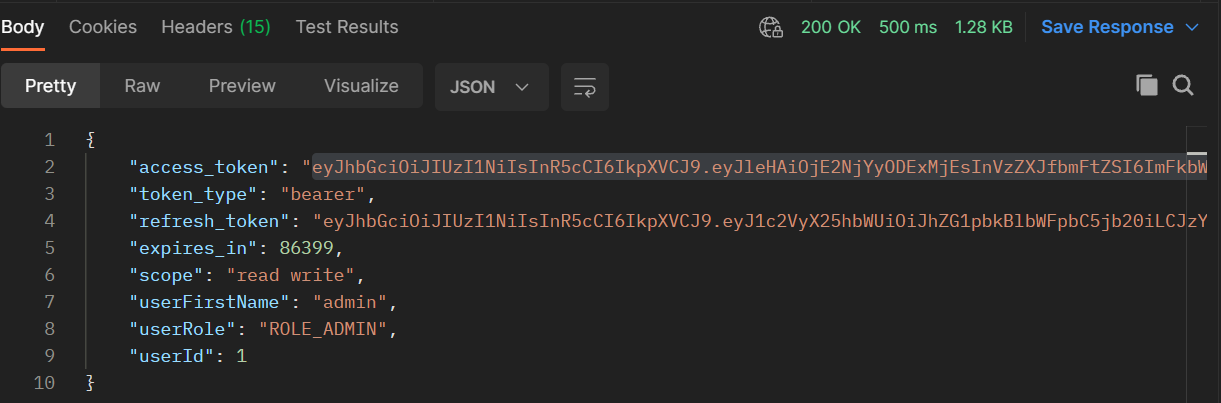 Body Cookies Headers (15) Test Results 200 OK 500 ms 1.28 KB Save Response
Pretty Raw Preview Visualize JSON
1 {
2 "access_token": "eyJhbGciOiJIUzI1NiIsInR5cCI6IkpXVCJ9.eyJleHAiOjE2NjYyODExMjEsInVzZXJfbmFtZSI6ImFkbW
3 "token_type": "bearer",
4 "refresh_token": "eyJhbGciOiJIUzI1NiIsInR5cCI6IkpXVCJ9.eyJ1c2VyX25hbWUiOiJhZG1pbkBlbWFpbC5jb20iLCJzY
5 "expires_in": 86399,
6 "scope": "read write",
7 "userFirstName": "admin",
8 "userRole": "ROLE_ADMIN",
9 "userId": 1
10 }